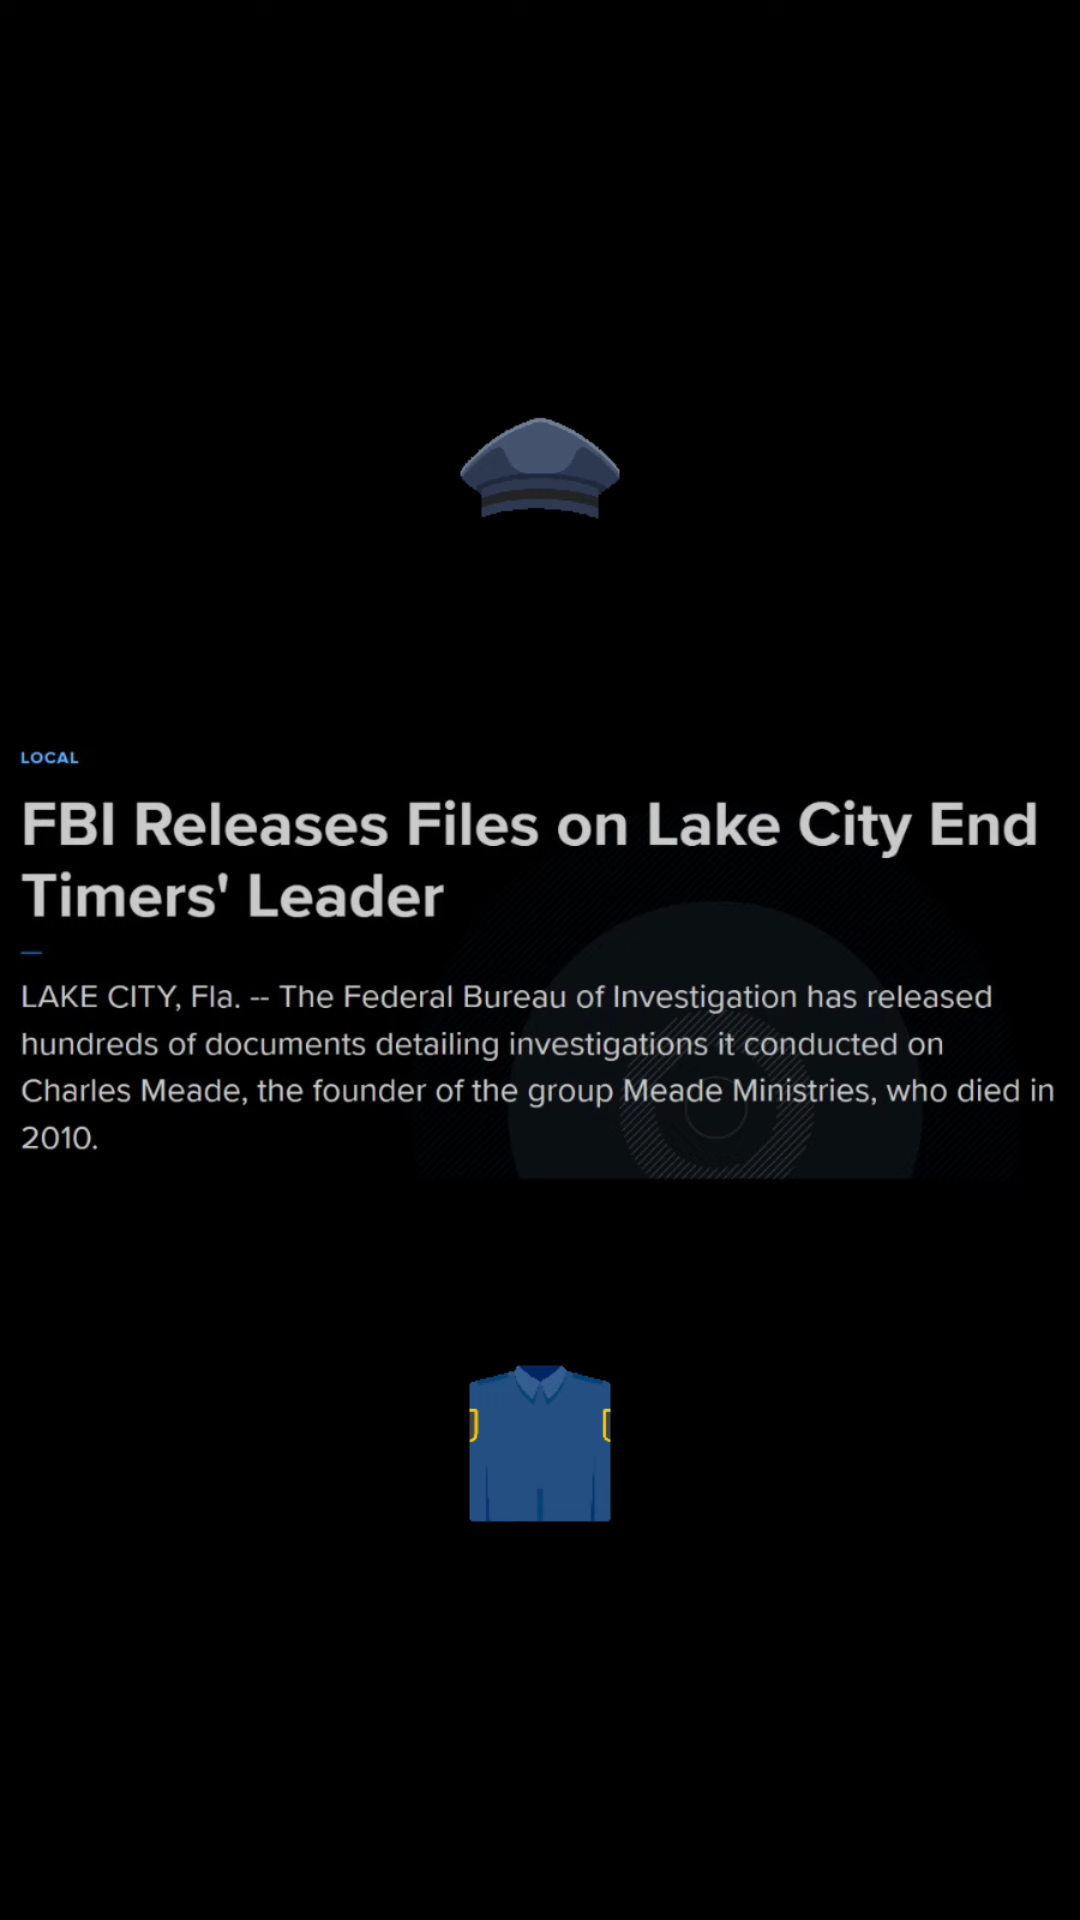 LOCAL
FBI Releases Files on Lake City End
Timers' Leader
LAKE CITY, Fla. -- The Federal Bureau of Investigation has released
hundreds of documents detailing investigations it conducted on
Charles Meade, the founder of the group Meade Ministries, who died in
2010.